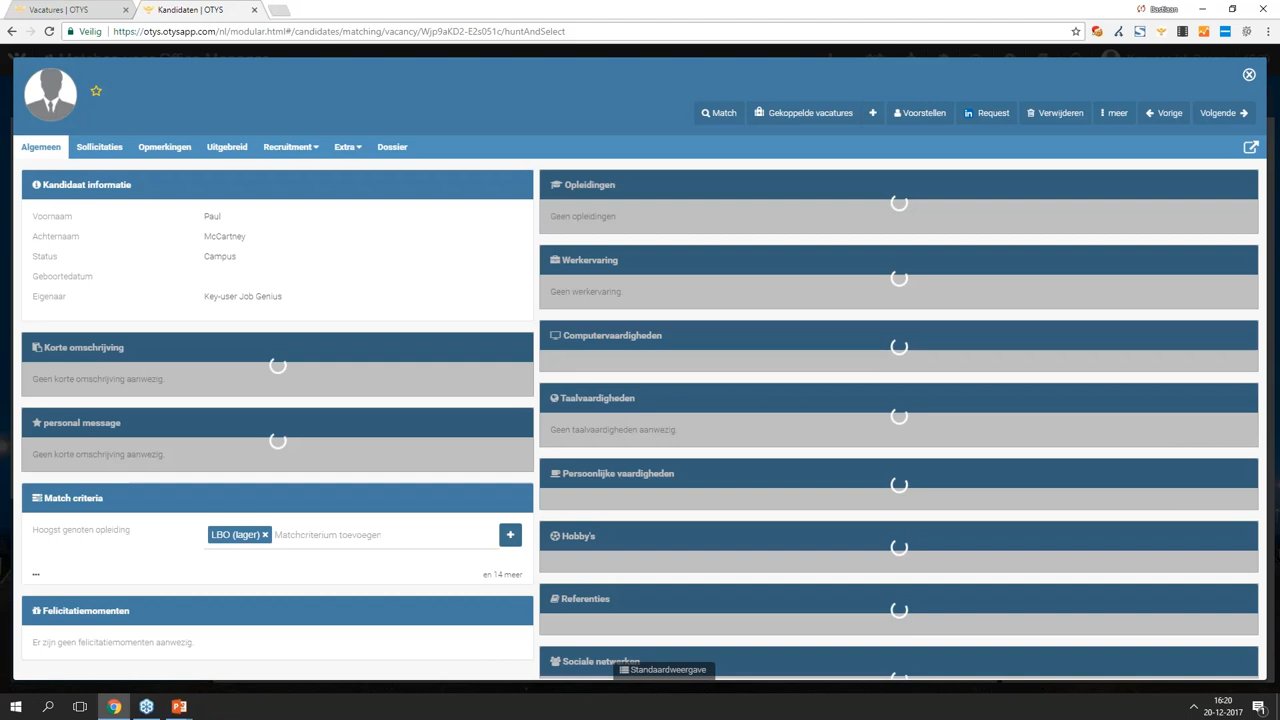 Vacatures | OTYS
Kandidaten | OTYS
Bastiaan
Veilig
https://otys.otysapp.com/nl/modular.html#/candidates/matching/vacancy/Wjp9aKD2-E2s051c/huntAndSelect
Match
Gekoppelde vacatures
Voorstellen
Request
Verwijderen
meer
Vorige
Volgende
Algemeen
Sollicitaties
Opmerkingen
Uitgebreid
Recruitment
Extra
Dossier
Kandidaat informatie
Voornaam Paul
Achternaam McCartney
Status Campus
Geboortedatum
Eigenaar Key-user Job Genius
Korte omschrijving
Geen korte omschrijving aanwezig.
personal message
Geen korte omschrijving aanwezig.
Match criteria
Hoogst genoten opleiding LBO (lager) × Matchcriterium toevoegen
... en 14 meer
Felicitatiemomenten
Er zijn geen felicitatiemomenten aanwezig.
Opleidingen
Geen opleidingen
Werkervaring
Geen werkervaring
Computervaardigheden
Taalvaardigheden
Geen taalvaardigheden aanwezig.
Persoonlijke vaardigheden
Hobby's
Referenties
Sociale netwerken
Standaardweergave
16:20
20-12-2017